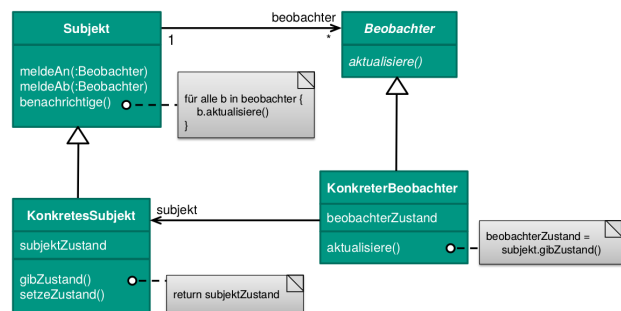 Subjekt
meldeAn(:Beobachter)
meldeAb(:Beobachter)
benachrichtige()
beobachter
1
*
Beobachter
aktualisiere()
für alle b in beobachter {
b.aktualisiere()
}
KonkretesSubjekt
subjektZustand
gibZustand()
setzeZustand()
subjekt
KonkreterBeobachter
beobachterZustand
aktualisiere()
return subjektZustand
beobachterZustand =
subjekt.gibZustand()